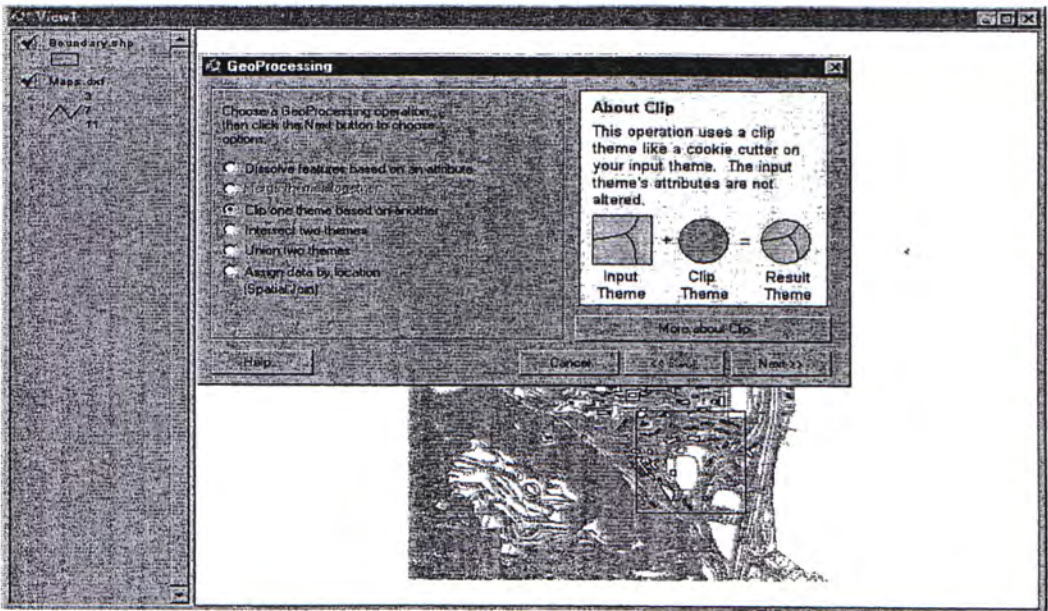 View1
Boundary.shp
Maps.dxf
3
7
11
GeoProcessing
Choose a GeoProcessing operation,
then click the Next button to choose
options.
Dissolve features based on an attribute
Merge themes together
Clip one theme based on another
Intersect two themes
Union two themes
Assign data by location
(Spatial Join)
About Clip
This operation uses a clip
theme like a cookie cutter on
your input theme. The input
theme's attributes are not
altered.
+ =
Input Clip Result
Theme Theme Theme
More about Clip
Help
Cancel
<< Back
Next >>